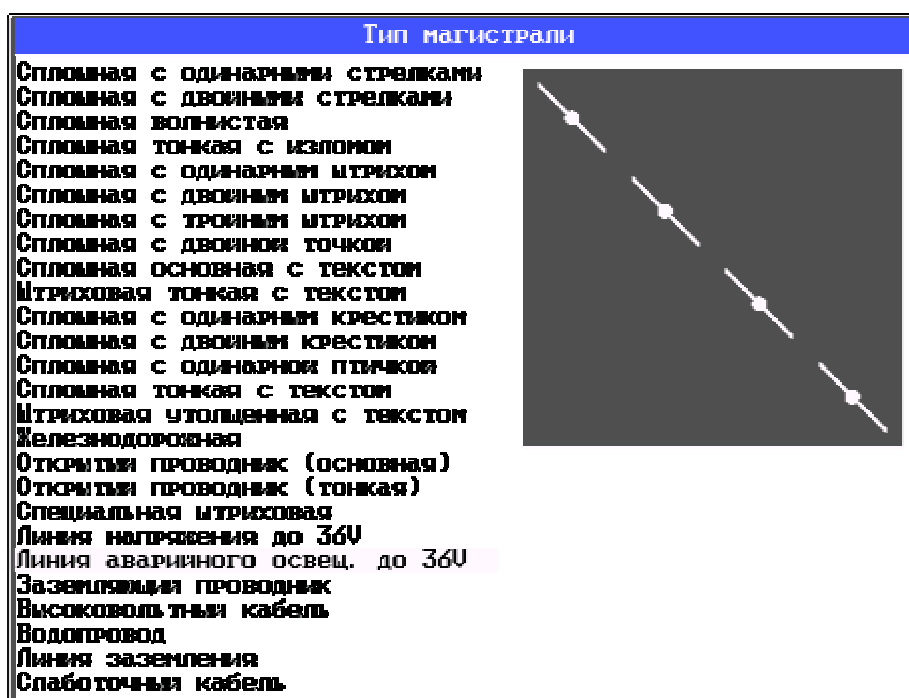 Тип магистрали
Сплошная с одинарными стрелками
Сплошная с двойными стрелками
Сплошная волнистая
Сплошная тонкая с изломом
Сплошная с одинарным штрихом
Сплошная с двойным штрихом
Сплошная с тройным штрихом
Сплошная с двойной точкой
Сплошная основная с текстом
Штриховая тонкая с текстом
Сплошная с одинарным крестиком
Сплошная с двойным крестиком
Сплошная с одинарной птичкой
Сплошная тонкая с текстом
Штриховая утолщенная с текстом
Железнодорожная
Открытый проводник (основная)
Открытый проводник (тонкая)
Специальная штриховая
Линия напряжения до 36V
Линия аварийного освещ. до 36V
Заземляющий проводник
Высоковольтный кабель
Водопровод
Линия заземления
Слаботочный кабель